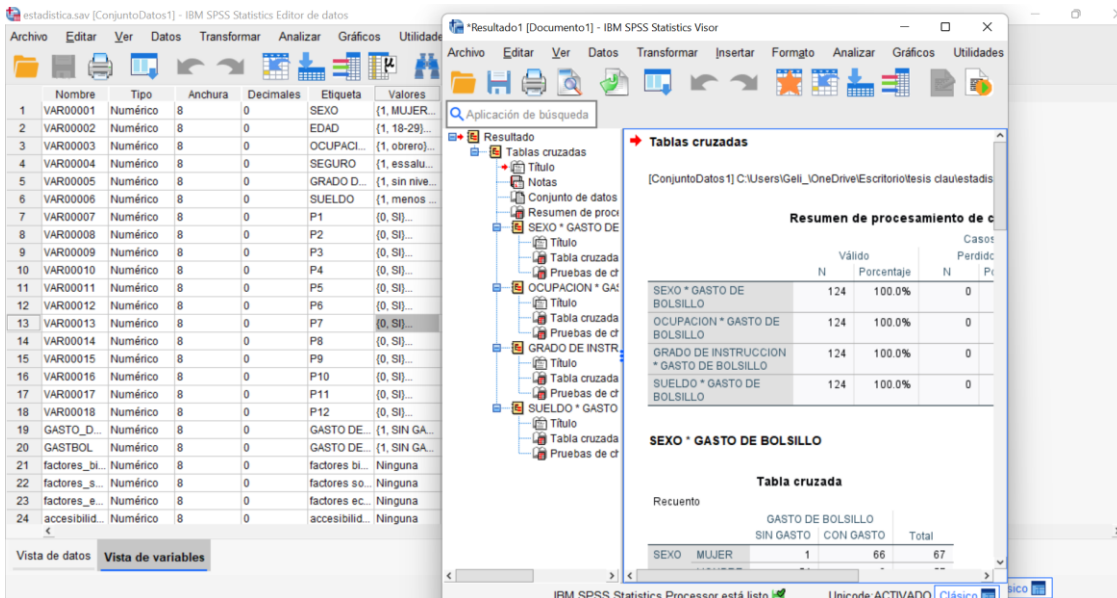 estadistica.sav [ConjuntoDatos1] - IBM SPSS Statistics Editor de datos
Archivo Editar Ver Datos Transformar Analizar Gráficos Utilidade
Nombre Tipo Anchura Decimales Etiqueta Valores
1 VAR00001 Numérico 8 0 SEXO {1, MUJER...
2 VAR00002 Numérico 8 0 EDAD {1, 18-29}...
3 VAR00003 Numérico 8 0 OCUPACI... {1, obrero}...
4 VAR00004 Numérico 8 0 SEGURO {1, essalu...
5 VAR00005 Numérico 8 0 GRADO D... {1, sin nive...
6 VAR00006 Numérico 8 0 SUELDO {1, menos ...
7 VAR00007 Numérico 8 0 P1 {0, SI}...
8 VAR00008 Numérico 8 0 P2 {0, SI}...
9 VAR00009 Numérico 8 0 P3 {0, SI}...
10 VAR00010 Numérico 8 0 P4 {0, SI}...
11 VAR00011 Numérico 8 0 P5 {0, SI}...
12 VAR00012 Numérico 8 0 P6 {0, SI}...
13 VAR00013 Numérico 8 0 P7 {0, SI}...
14 VAR00014 Numérico 8 0 P8 {0, SI}...
15 VAR00015 Numérico 8 0 P9 {0, SI}...
16 VAR00016 Numérico 8 0 P10 {0, SI}...
17 VAR00017 Numérico 8 0 P11 {0, SI}...
18 VAR00018 Numérico 8 0 P12 {0, SI}...
19 GASTO_D... Numérico 8 0 GASTO DE... {1, SIN GA...
20 GASTBOL Numérico 8 0 GASTO DE... {1, SIN GA...
21 factores_bi... Numérico 8 0 factores bi... Ninguna
22 factores_s... Numérico 8 0 factores so... Ninguna
23 factores_e... Numérico 8 0 factores ec... Ninguna
24 accesibilid... Numérico 8 0 accesibilid... Ninguna
Vista de datos Vista de variables
*Resultado1 [Documento1] - IBM SPSS Statistics Visor
Archivo Editar Ver Datos Transformar Insertar Formato Analizar Gráficos Utilidades
Aplicación de búsqueda
Resultado
Tablas cruzadas
Título
Notas
Conjunto de datos
Resumen de proce
SEXO * GASTO DE
Título
Tabla cruzada
Pruebas de ch
OCUPACION * GAS
Título
Tabla cruzada
Pruebas de ch
GRADO DE INSTR
Título
Tabla cruzada
Pruebas de ch
SUELDO * GASTO
Título
Tabla cruzada
Pruebas de ch
Tablas cruzadas
[ConjuntoDatos1] C:\Users\Geli_\OneDrive\Escritorio\tesis clau\estadis
Resumen de procesamiento de c
Casos
Válido Perdido
N Porcentaje N Po
SEXO * GASTO DE
BOLSILLO 124 100.0% 0
OCUPACION * GASTO DE
BOLSILLO 124 100.0% 0
GRADO DE INSTRUCCION
* GASTO DE BOLSILLO 124 100.0% 0
SUELDO * GASTO DE
BOLSILLO 124 100.0% 0
SEXO * GASTO DE BOLSILLO
Tabla cruzada
Recuento
GASTO DE BOLSILLO
SIN GASTO CON GASTO Total
SEXO MUJER 1 66 67
IBM SPSS Statistics Processor está listo Unicode:ACTIVADO Clásico
sico